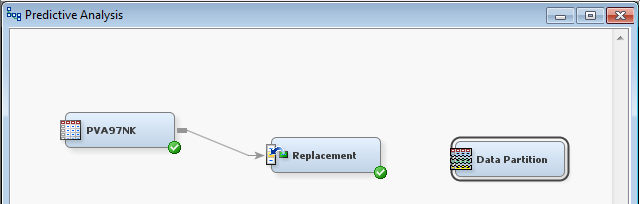 Predictive Analysis
PVA97NK
Replacement
Data Partition